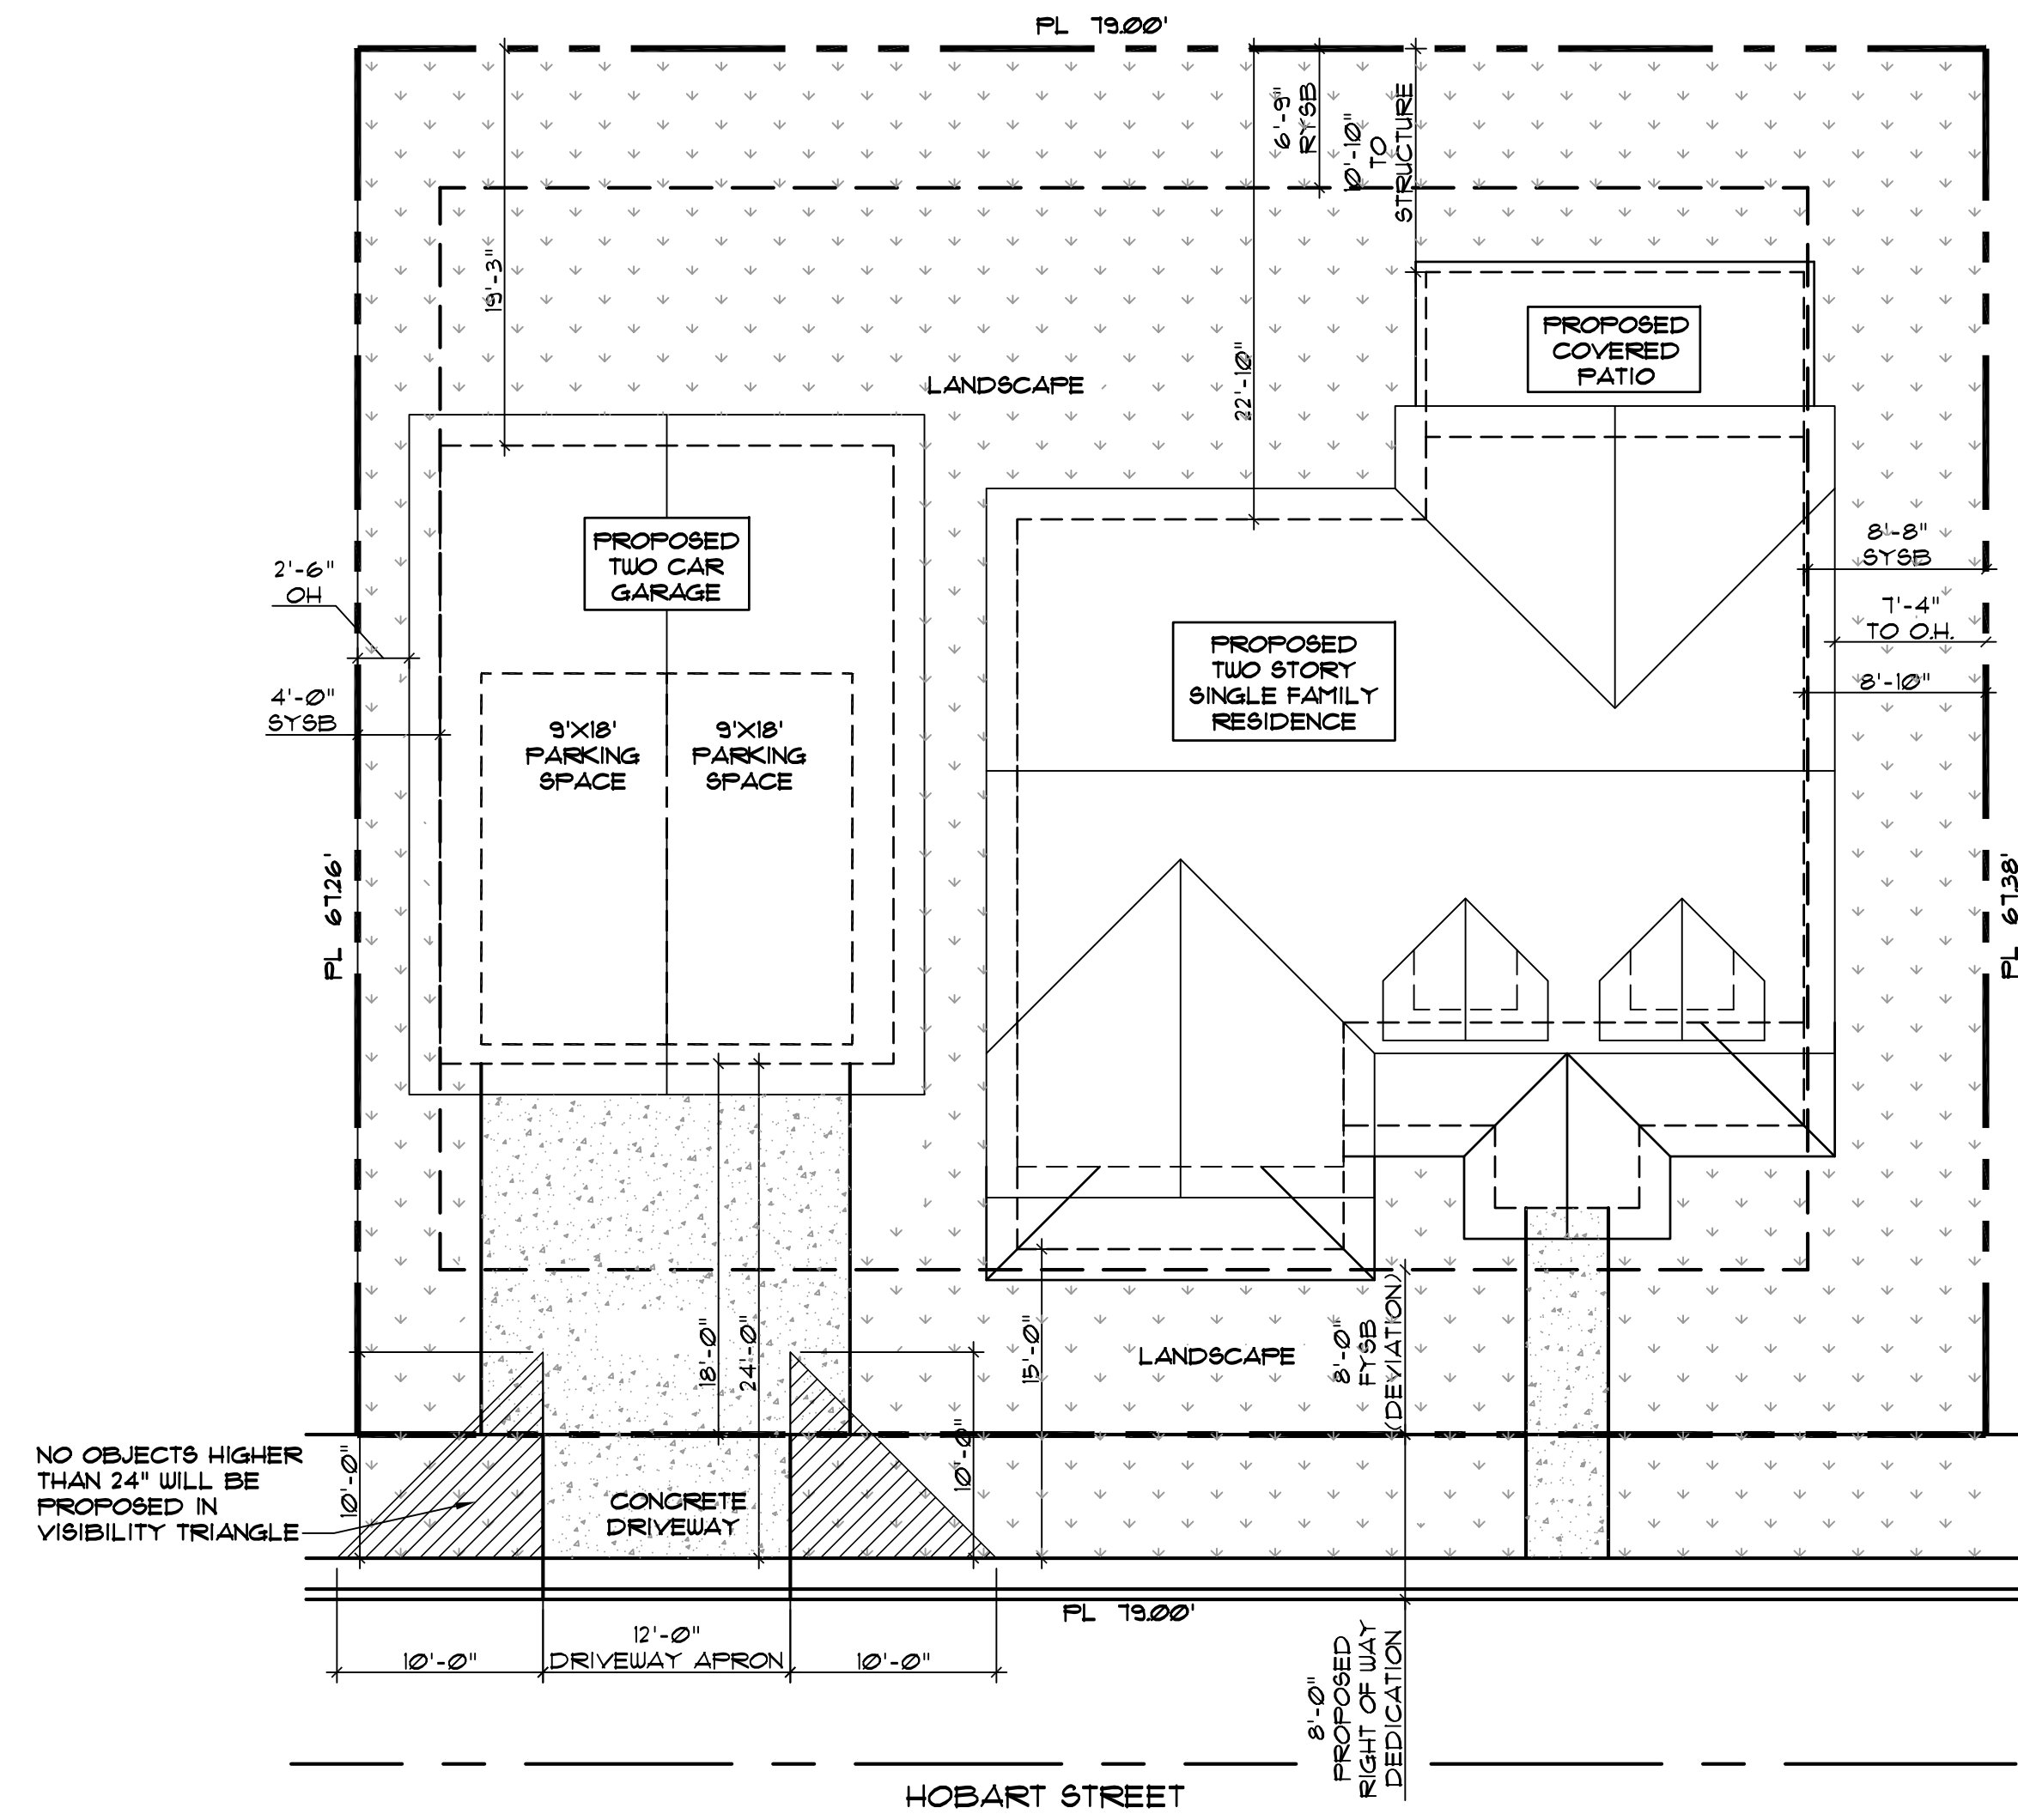 PL 79.00'
6'-9"
RYSB
10'-10"
TO
STRUCTURE
19'-3"
22'-10"
LANDSCAPE
PROPOSED
COVERED
PATIO
PROPOSED
TWO CAR
GARAGE
2'-6"
OH
4'-0"
SYSB
8'-8"
SYSB
7'-4"
TO O.H.
8'-10"
PROPOSED
TWO STORY
SINGLE FAMILY
RESIDENCE
9'X18'
PARKING
SPACE
9'X18'
PARKING
SPACE
PL 67.26'
PL 67.38'
18'-0"
24'-0"
15'-0"
LANDSCAPE
8'-0"
FYSB
(DEVIATION)
NO OBJECTS HIGHER
THAN 24" WILL BE
PROPOSED IN
VISIBILITY TRIANGLE
10'-0"
CONCRETE
DRIVEWAY
10'-0"
PL 79.00'
10'-0"
12'-0"
DRIVEWAY APRON
10'-0"
8'-0"
PROPOSED
RIGHT OF WAY
DEDICATION
HOBART STREET